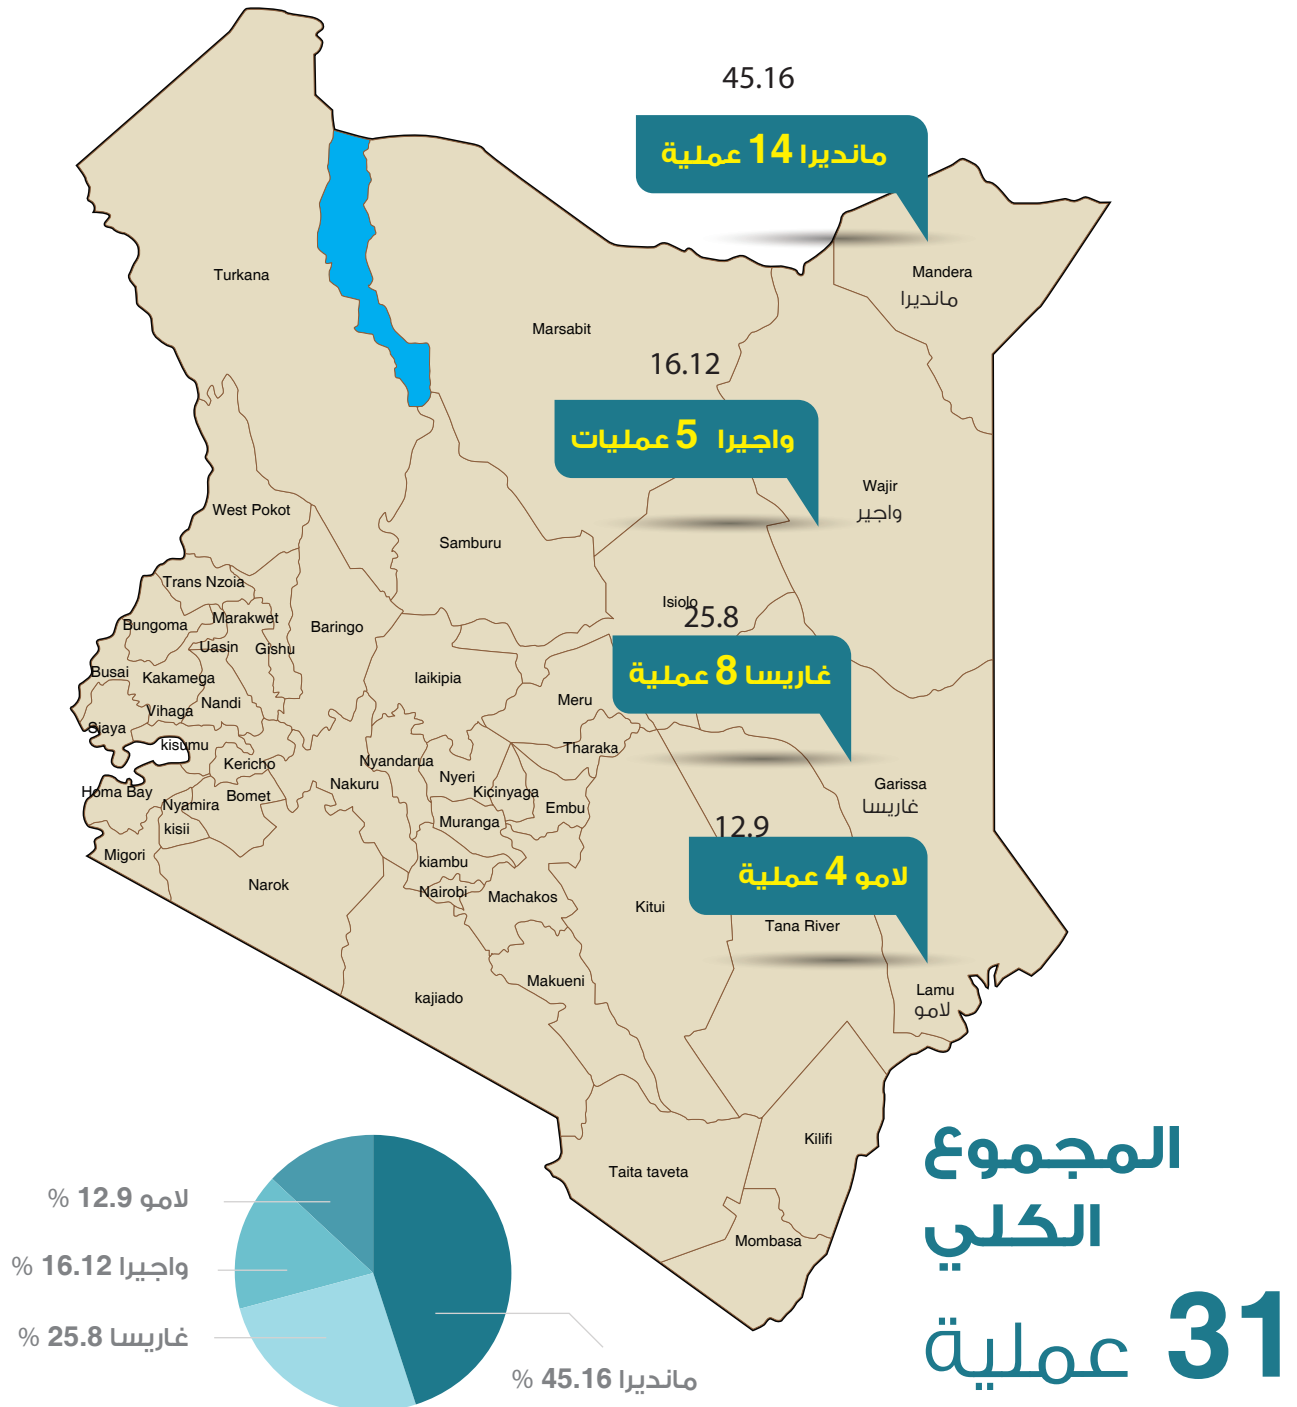 45.16
مانديرا 14 عملية
Turkana
Mandera
مانديرا
Marsabit
16.12
واجيرا 5 عمليات
Wajir
واجير
West Pokot
Samburu
Trans Nzoia
Isiolo
25.8
Bungoma
Marakwet
Baringo
Uasin
Gishu
غاريسا 8 عملية
Busai
Kakamega
laikipia
Meru
Vihaga
Nandi
Siaya
kisumu
Tharaka
Kericho
Nyandarua
Nyeri
Nakuru
Kicinyaga
Garissa
غاريسا
Homa Bay
Nyamira
Bomet
Embu
kisii
Muranga
12.9
Migori
kiambu
لامو 4 عملية
Narok
Nairobi
Machakos
Kitui
Tana River
Makueni
kajiado
Lamu
لامو
Kilifi
Taita taveta
Mombasa
المجموع
الكلي
31 عملية
لامو 12.9 %
واجيرا 16.12 %
غاريسا 25.8 %
مانديرا 45.16 %